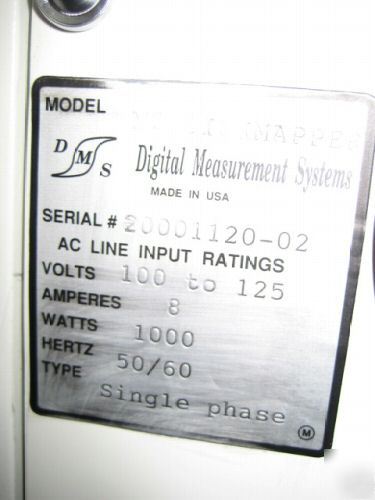 MODEL
DMS Digital Measurement Systems
MADE IN USA
SERIAL # 20001120-02
AC LINE INPUT RATINGS
VOLTS 100 to 125
AMPERES 8
WATTS 1000
HERTZ 50/60
TYPE Single phase
M